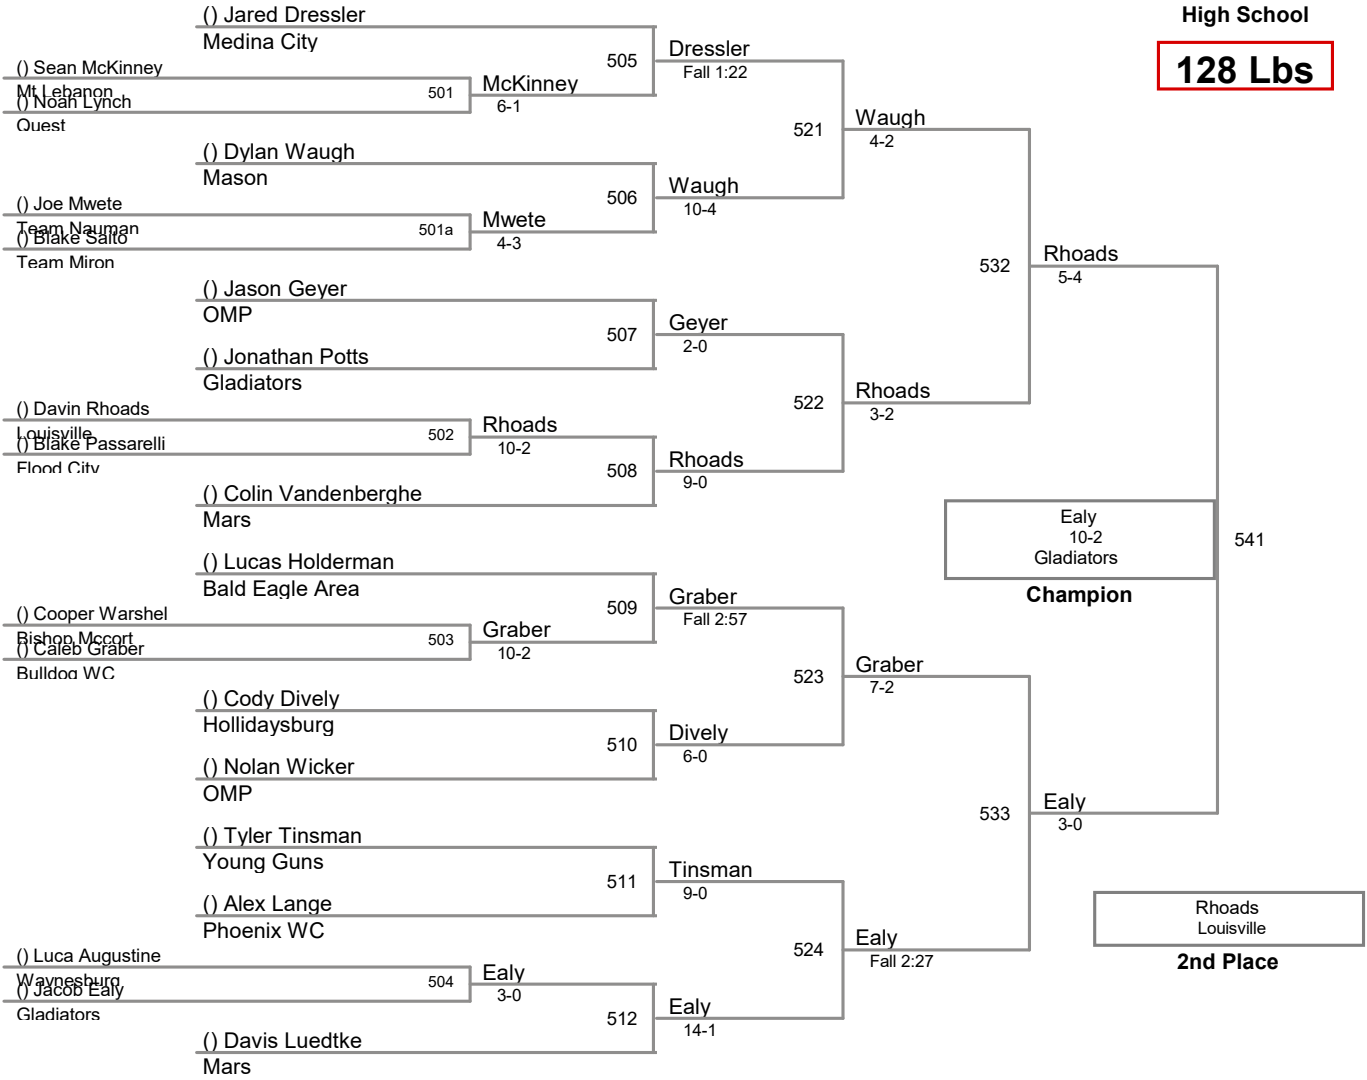 () Jared Dressler
Medina City
High School
128 Lbs
505
Dressler
Fall 1:22
() Sean McKinney
Mt Lebanon
() Noah Lynch
Quest
501
McKinney
6-1
521
Waugh
4-2
() Dylan Waugh
Mason
506
Waugh
10-4
() Joe Mwete
Team Nauman
() Blake Saito
Team Miron
501a
Mwete
4-3
532
Rhoads
5-4
() Jason Geyer
OMP
507
Geyer
2-0
() Jonathan Potts
Gladiators
522
Rhoads
3-2
() Davin Rhoads
Louisville
() Blake Passarelli
Flood City
502
Rhoads
10-2
508
Rhoads
9-0
() Colin Vandenberghe
Mars
Ealy
10-2
Gladiators
541
Champion
() Lucas Holderman
Bald Eagle Area
509
Graber
Fall 2:57
() Cooper Warshel
Bishop Mccort
() Caleb Graber
Bulldog WC
503
Graber
10-2
523
Graber
7-2
() Cody Dively
Hollidaysburg
510
Dively
6-0
() Nolan Wicker
OMP
533
Ealy
3-0
() Tyler Tinsman
Young Guns
511
Tinsman
9-0
() Alex Lange
Phoenix WC
Rhoads
Louisville
2nd Place
524
Ealy
Fall 2:27
() Luca Augustine
Waynesburg
() Jacob Ealy
Gladiators
504
Ealy
3-0
512
Ealy
14-1
() Davis Luedtke
Mars